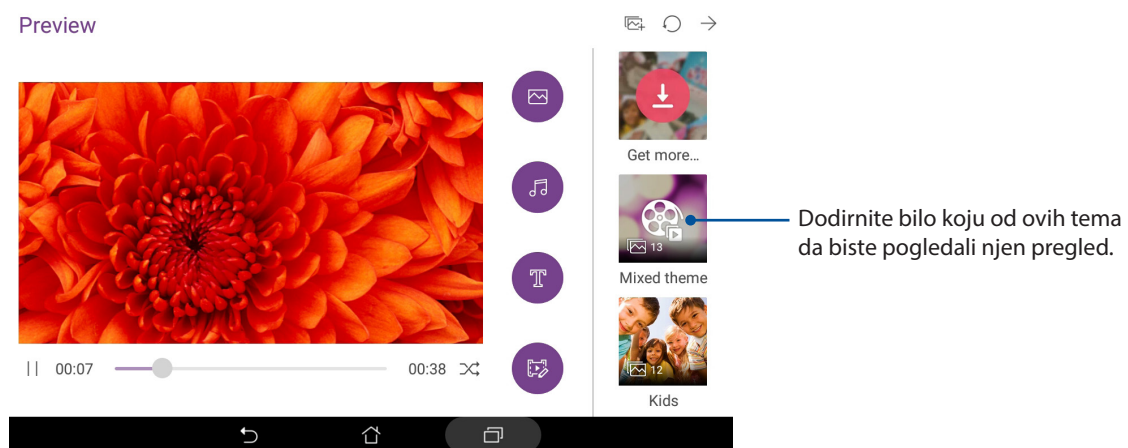 Preview
Get more...
13
Mixed theme
12
Kids
00:07
00:38
Dodirnite bilo koju od ovih tema
da biste pogledali njen pregled.